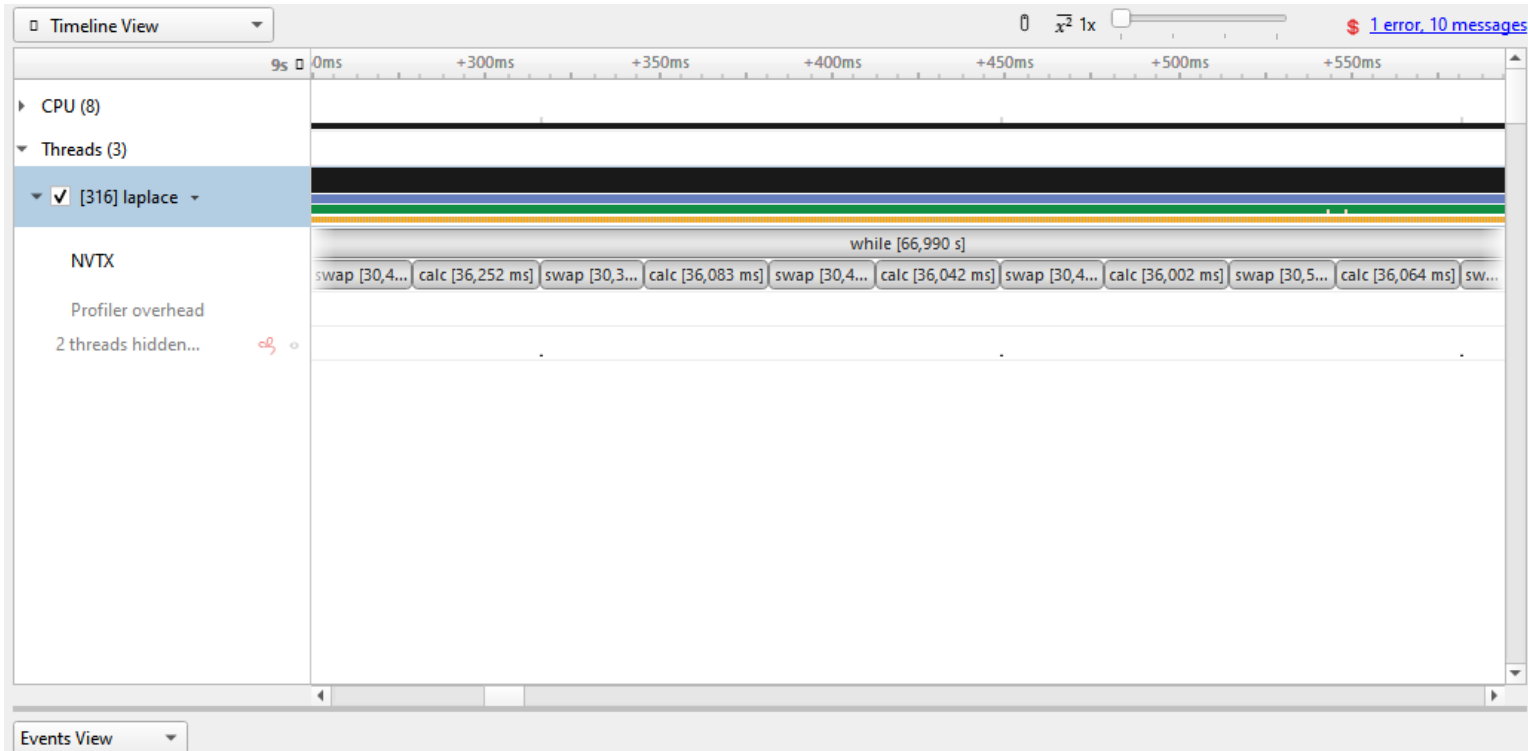 Timeline View
1x
1 error, 10 messages
9s 0ms +300ms +350ms +400ms +450ms +500ms +550ms
CPU (8)
Threads (3)
[316] laplace
while [66,990 s]
NVTX
swap [30,4... calc [36,252 ms] swap [30,3... calc [36,083 ms] swap [30,4... calc [36,042 ms] swap [30,4... calc [36,002 ms] swap [30,5... calc [36,064 ms] sw...
Profiler overhead
2 threads hidden...
Events View